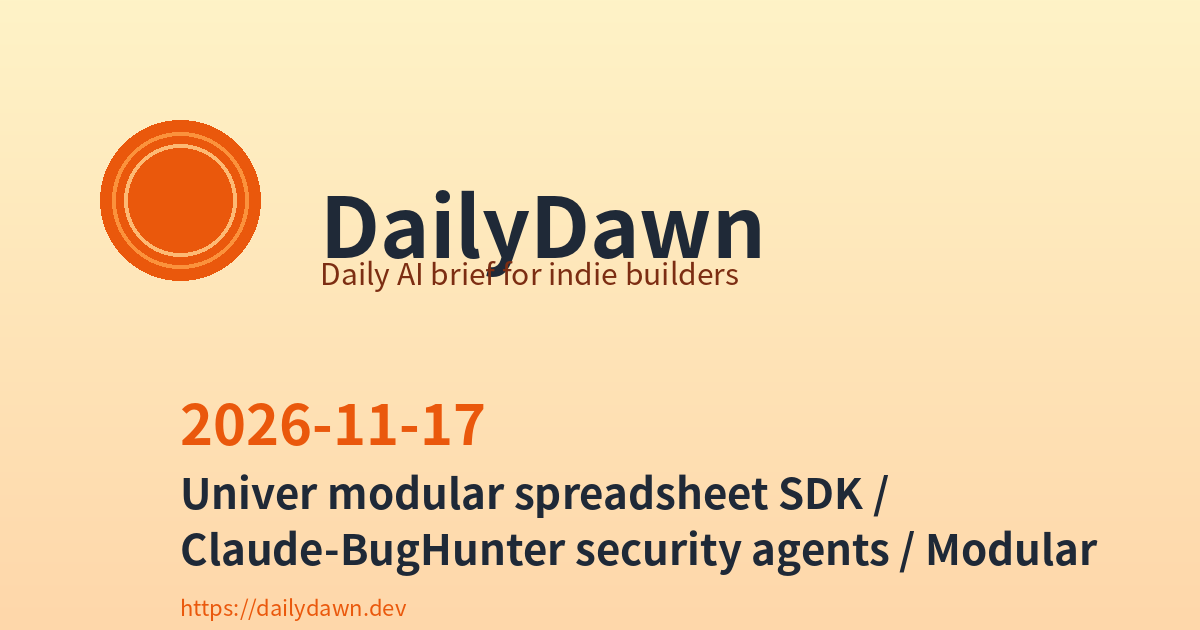 DailyDawn
Daily AI brief for indie builders
2026-11-17
Univer modular spreadsheet SDK /
Claude-BugHunter security agents / Modular
https://dailydawn.dev